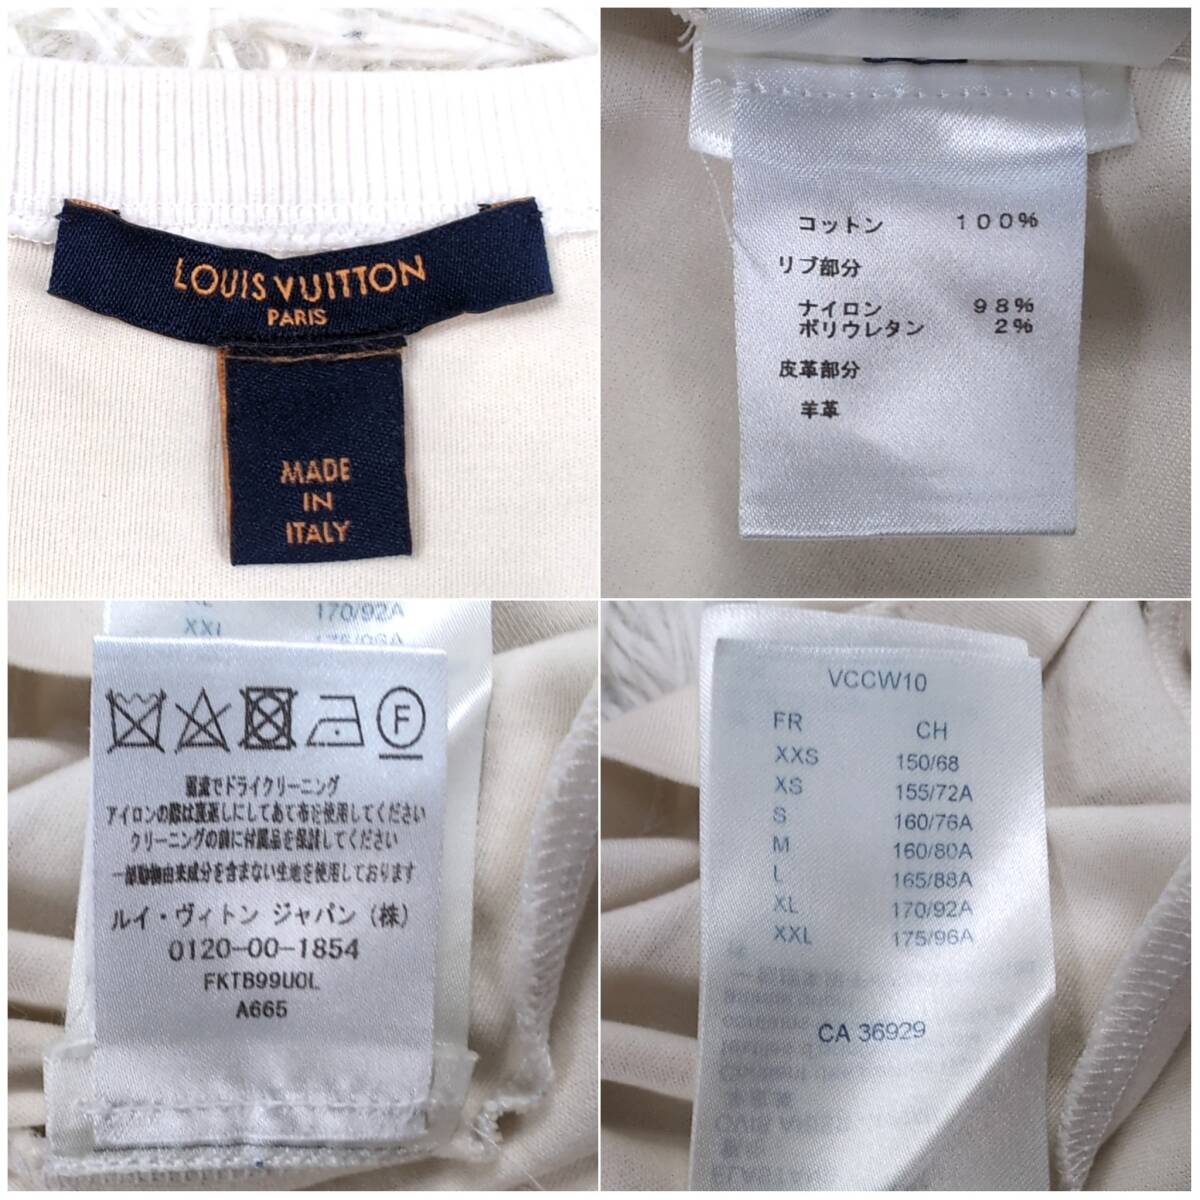 LOUIS VUITTON
PARIS
MADE
IN
ITALY
コットン 100%
リブ部分
ナイロン 98%
ポリウレタン 2%
皮革部分
羊革
XXL 170/92A
F
弱流でドライクリーニング
アイロンの際は裏返しにしてあて布を使用してください
クリーニングの前に付属品を保護してください
一部動物由来成分を含まない生地を使用しております
ルイ・ヴィトン ジャパン (株)
0120-00-1854
FKTB99U0L
A665
VCCW10
FR CH
XXS 150/68
XS 155/72A
S 160/76A
M 160/80A
L 165/88A
XL 170/92A
XXL 175/96A
CA 36929